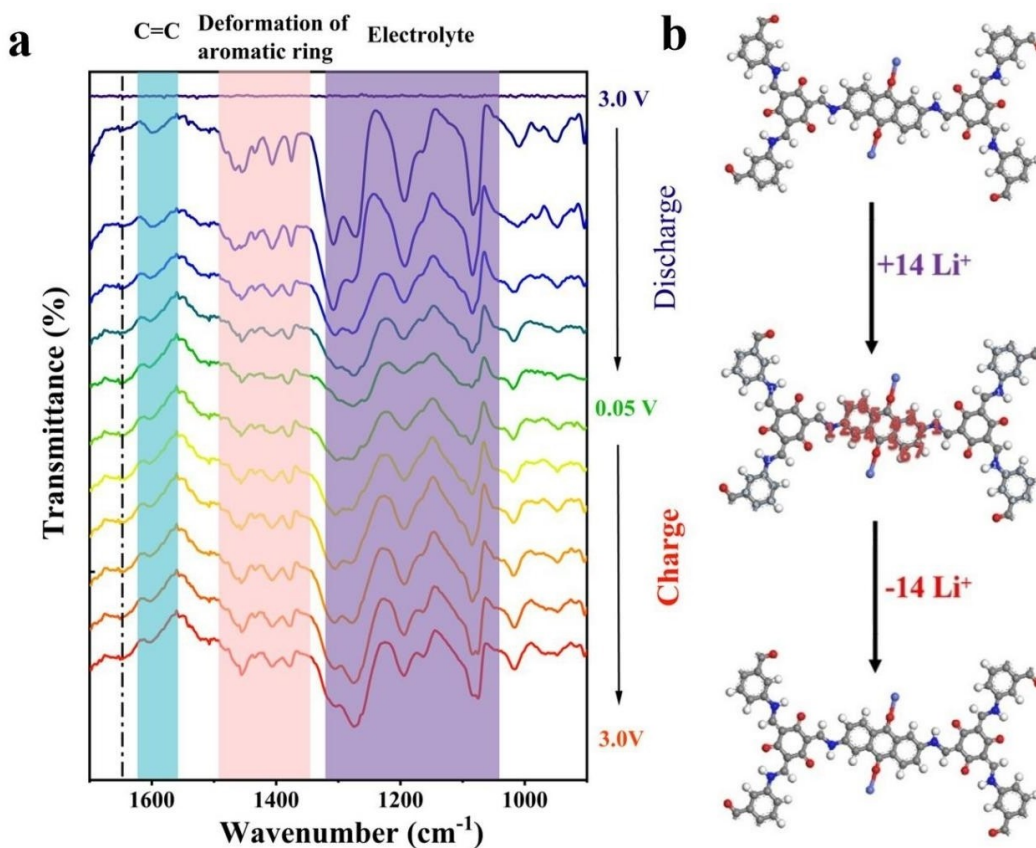 a
C=C
Deformation of
aromatic ring
Electrolyte
3.0 V
Discharge
0.05 V
Charge
3.0V
Transmittance (%)
1600
1400
1200
1000
Wavenumber (cm⁻¹)
b
+14 Li⁺
-14 Li⁺